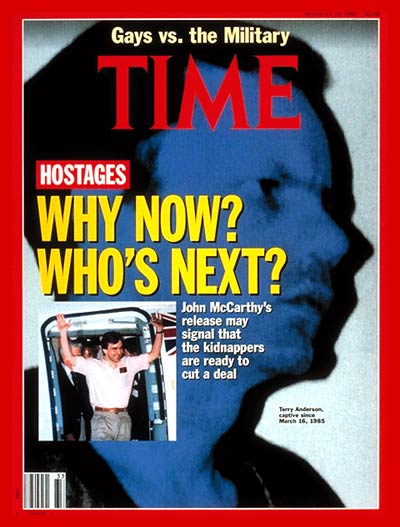 Gays vs. the Military
TIME
HOSTAGES
WHY NOW?
WHO'S NEXT?
John McCarthy's
release may
signal that
the kidnappers
are ready to
cut a deal
Terry Anderson,
captive since
March 16, 1985
33